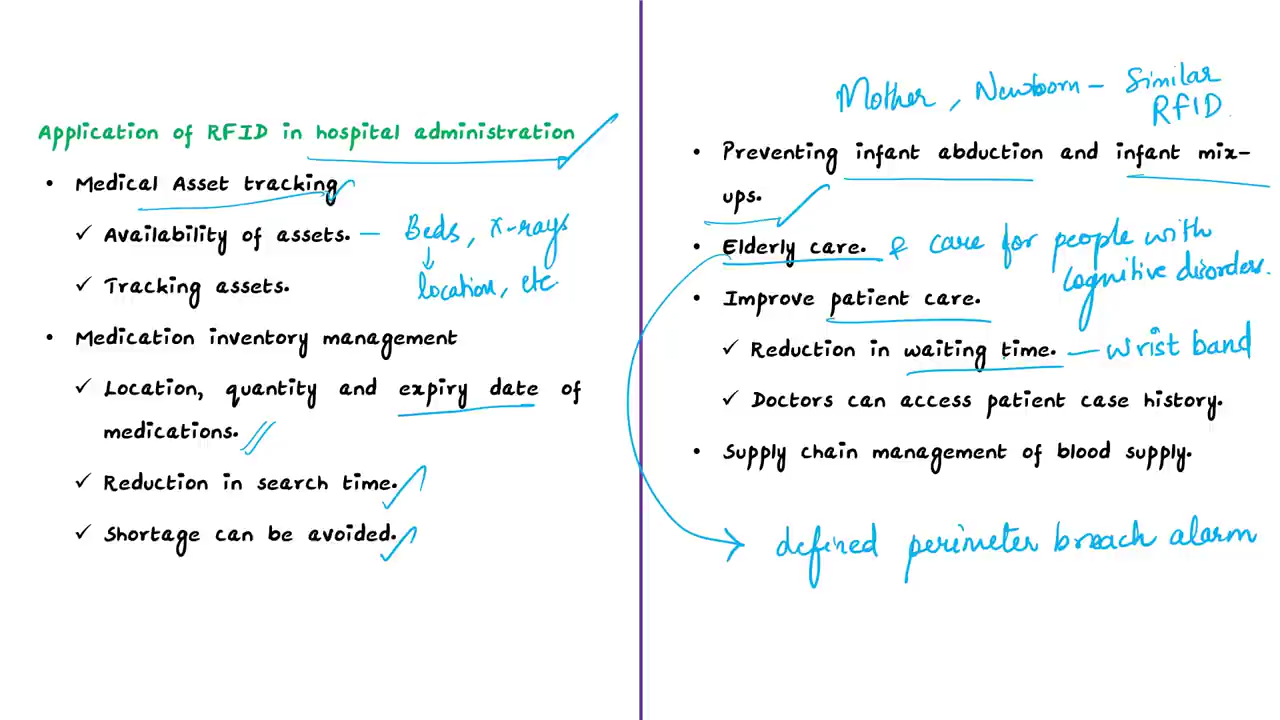 Application of RFID in hospital administration
• Medical Asset tracking
✓ Availability of assets. – Beds, X-rays
↓
location, etc
✓ Tracking assets.
• Medication inventory management
✓ Location, quantity and expiry date of
medications.
✓ Reduction in search time.
✓ Shortage can be avoided.
Mother, Newborn – Similar
RFID
• Preventing infant abduction and infant mix-
ups.
• Elderly care. & care for people with
cognitive disorders.
• Improve patient care.
✓ Reduction in waiting time. – Wrist band
✓ Doctors can access patient case history.
• Supply chain management of blood supply.
→ defined perimeter breach alarm